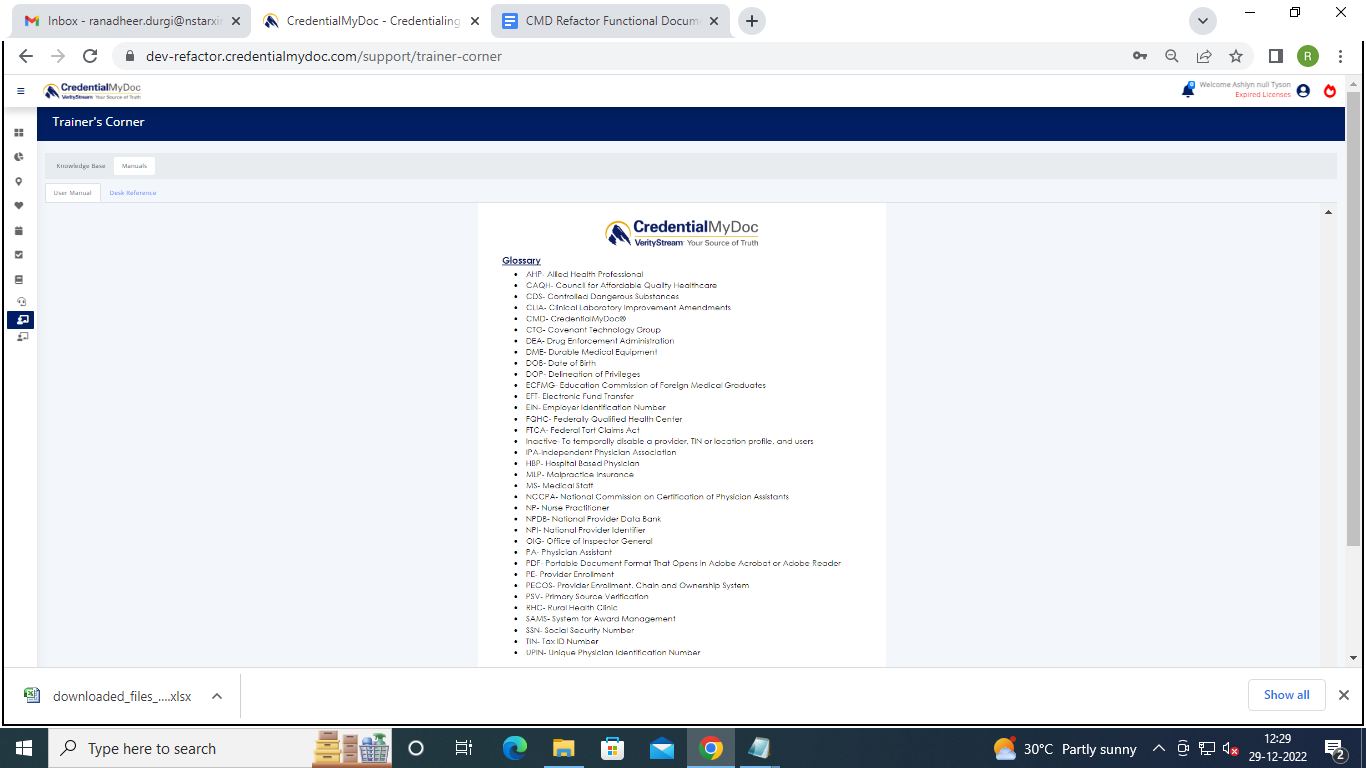 Inbox - ranadheer.durgi@nstarxin
CredentialMyDoc - Credentialing
CMD Refactor Functional Docum
dev-refactor.credentialmydoc.com/support/trainer-corner
R
CredentialMyDoc
VerityStream Your Source of Truth
Welcome Ashlyn null Tyson
Expired Licenses
Trainer's Corner
Knowledge Base Manuals
User Manual Desk Reference
CredentialMyDoc
VerityStream Your Source of Truth
Glossary
• AHP- Allied Health Professional
• CAQH- Council for Affordable Quality Healthcare
• CDS- Controlled Dangerous Substances
• CLIA- Clinical Laboratory Improvement Amendments
• CMD- CredentialMyDoc®
• CTG- Covenant Technology Group
• DEA- Drug Enforcement Administration
• DME- Durable Medical Equipment
• DOB- Date of Birth
• DOP- Delineation of Privileges
• ECFMG- Education Commission of Foreign Medical Graduates
• EFT- Electronic Fund Transfer
• EIN- Employer Identification Number
• FQHC- Federally Qualified Health Center
• FTCA- Federal Tort Claims Act
• Inactive- To temporally disable a provider, TIN or location profile, and users
• IPA-Independent Physician Association
• HBP- Hospital Based Physician
• MLP- Malpractice Insurance
• MS- Medical Staff
• NCCPA- National Commission on Certification of Physician Assistants
• NP- Nurse Practitioner
• NPDB- National Provider Data Bank
• NPI- National Provider Identifier
• OIG- Office of Inspector General
• PA- Physician Assistant
• PDF- Portable Document Format That Opens in Adobe Acrobat or Adobe Reader
• PE- Provider Enrollment
• PECOS- Provider Enrollment, Chain and Ownership System
• PSV- Primary Source Verification
• RHC- Rural Health Clinic
• SAMS- System for Award Management
• SSN- Social Security Number
• TIN- Tax ID Number
• UPIN- Unique Physician Identification Number
downloaded_files_....xlsx
Show all
Type here to search
30°C Partly sunny
12:29
29-12-2022
2